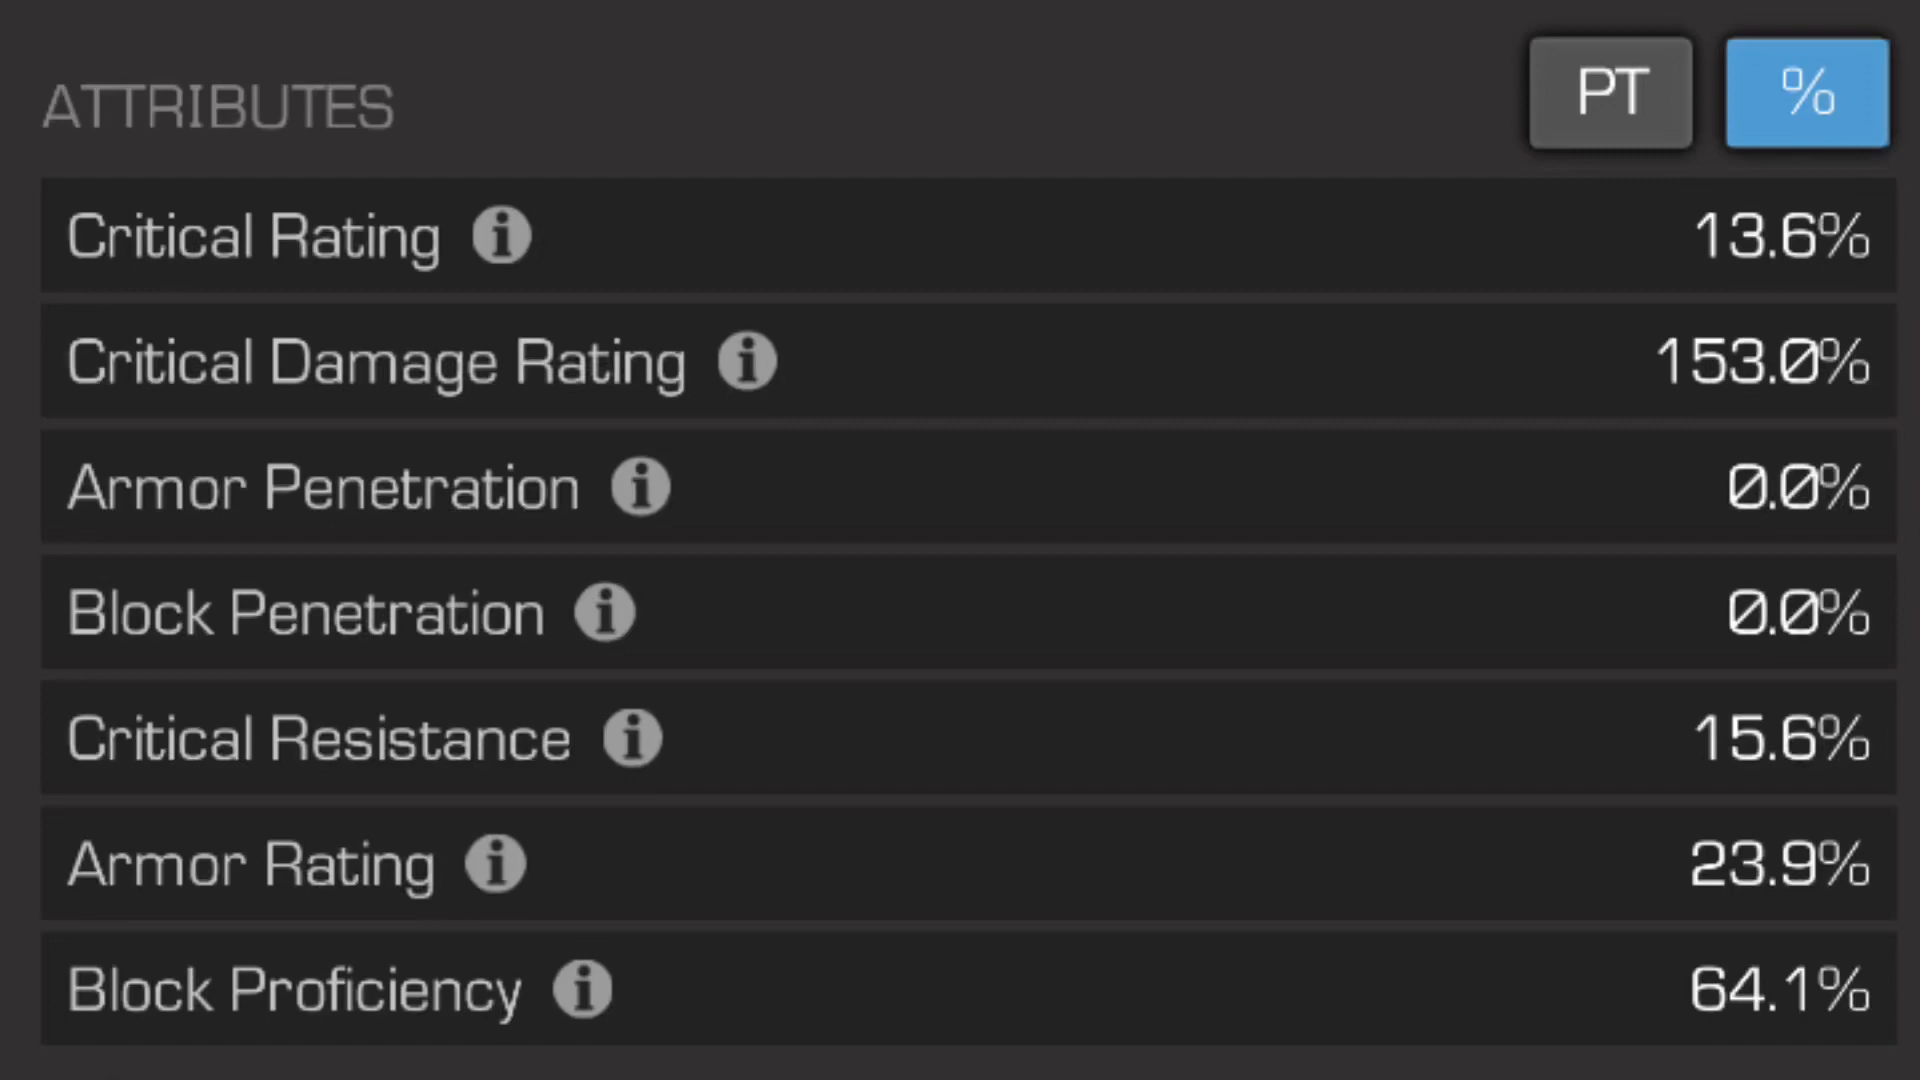 ATTRIBUTES PT %
Critical Rating i 13.6%
Critical Damage Rating i 153.0%
Armor Penetration i 0.0%
Block Penetration i 0.0%
Critical Resistance i 15.6%
Armor Rating i 23.9%
Block Proficiency i 64.1%